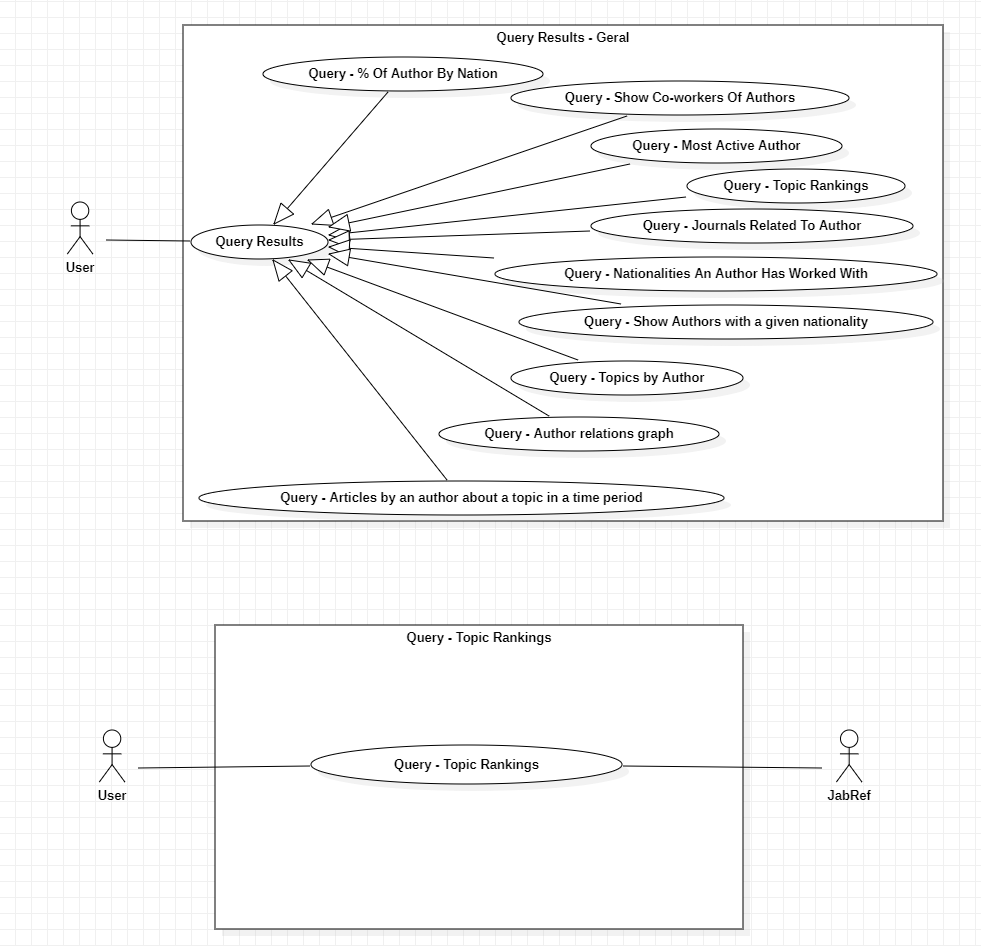 Query Results - Geral
Query - % Of Author By Nation
Query - Show Co-workers Of Authors
Query - Most Active Author
Query - Topic Rankings
Query - Journals Related To Author
User
Query Results
Query - Nationalities An Author Has Worked With
Query - Show Authors with a given nationality
Query - Topics by Author
Query - Author relations graph
Query - Articles by an author about a topic in a time period
Query - Topic Rankings
Query - Topic Rankings
User
JabRef